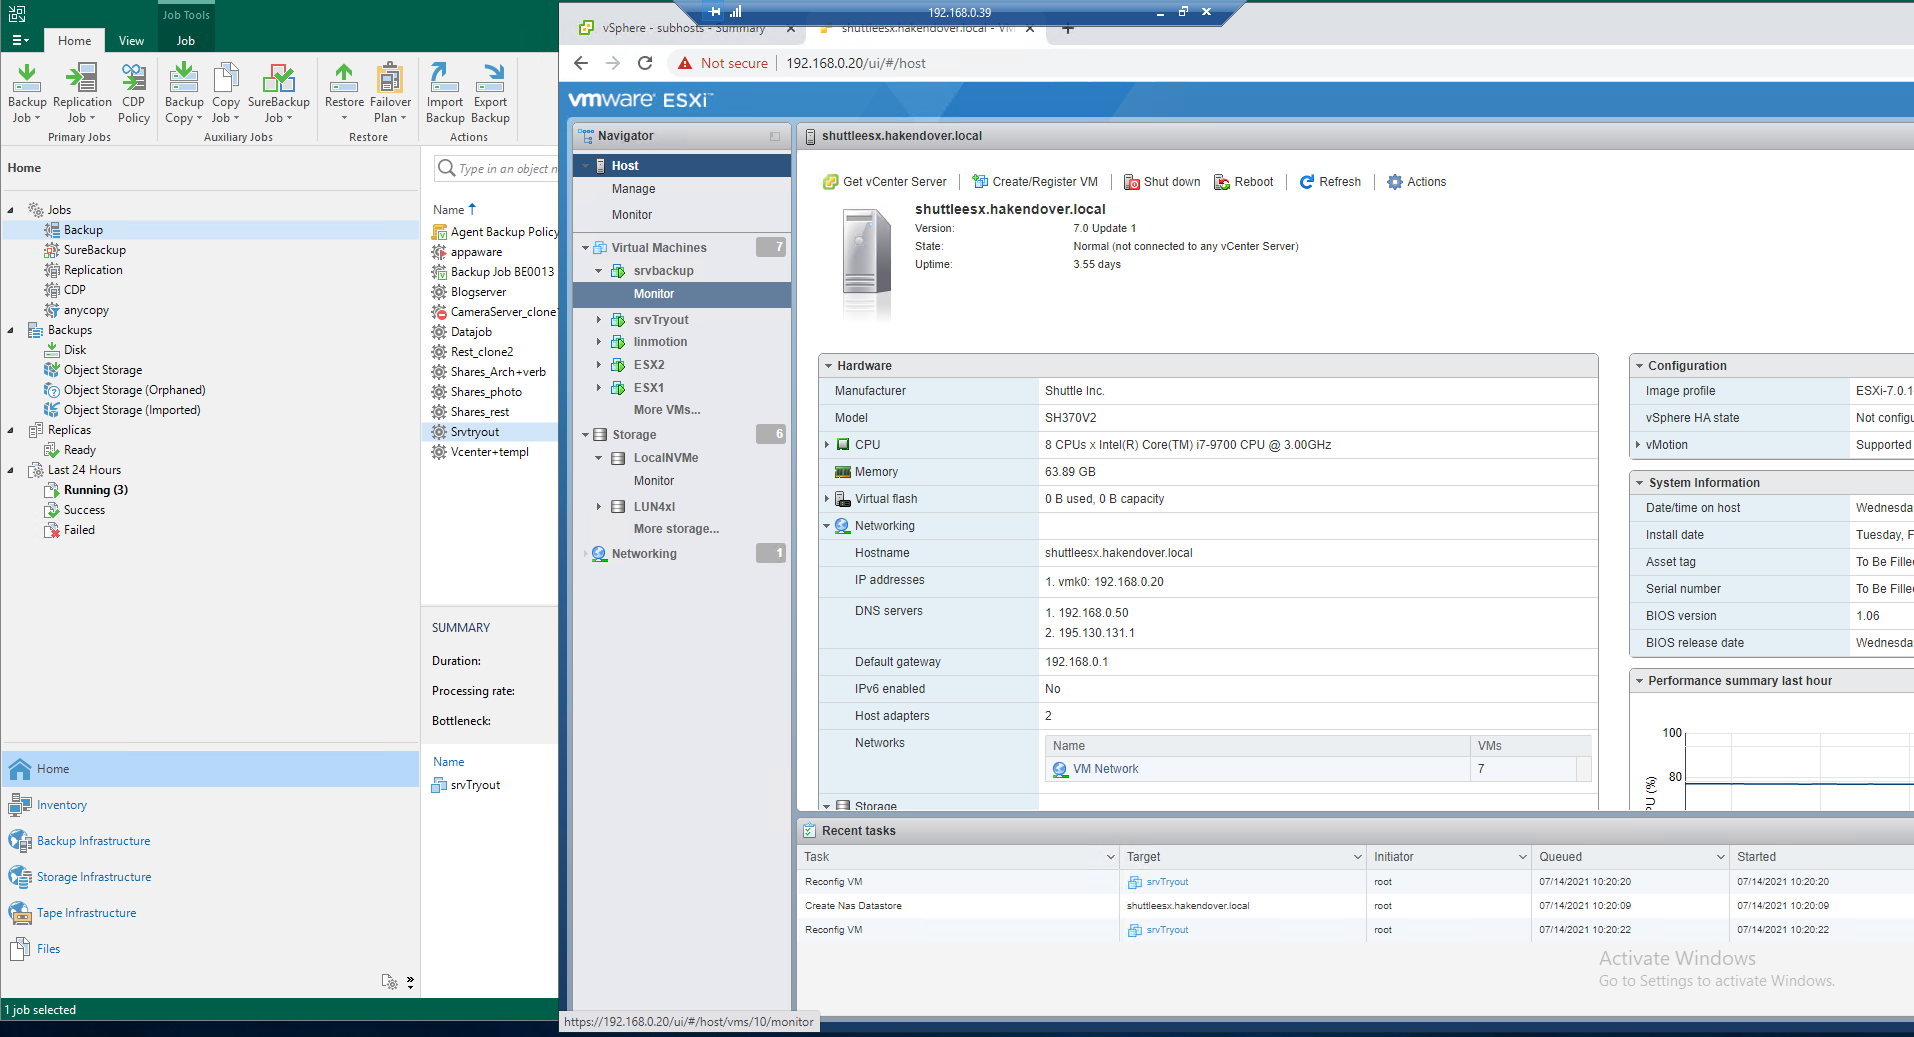 Job Tools
Home
View
Job
Backup Job
Replication Job
CDP Policy
Primary Jobs
Backup Copy
Copy Job
SureBackup Job
Auxiliary Jobs
Restore
Failover Plan
Restore
Import Backup
Export Backup
Actions
Home
Jobs
Backup
SureBackup
Replication
CDP
anycopy
Backups
Disk
Object Storage
Object Storage (Orphaned)
Object Storage (Imported)
Replicas
Ready
Last 24 Hours
Running (3)
Success
Failed
Home
Inventory
Backup Infrastructure
Storage Infrastructure
Tape Infrastructure
Files
1 job selected
Type in an object n
Name
Agent Backup Policy
appaware
Backup Job BE0013
Blogserver
CameraServer_clone
Datajob
Rest_clone2
Shares_Arch+verb
Shares_photo
Shares_rest
Srvtryout
Vcenter+templ
SUMMARY
Duration:
Processing rate:
Bottleneck:
Name
srvTryout
192.168.0.39
vSphere - subhosts - Summary
shuttleesx.hakendover.local - VM
Not secure
192.168.0.20/ui/#/host
vmware ESXi™
Navigator
Host
Manage
Monitor
Virtual Machines 7
srvbackup
Monitor
srvTryout
linmotion
ESX2
ESX1
More VMs...
Storage 6
LocalNVMe
Monitor
LUN4xl
More storage...
Networking 1
shuttleesx.hakendover.local
Get vCenter Server
Create/Register VM
Shut down
Reboot
Refresh
Actions
shuttleesx.hakendover.local
Version: 7.0 Update 1
State: Normal (not connected to any vCenter Server)
Uptime: 3.55 days
Hardware
Manufacturer Shuttle Inc.
Model SH370V2
CPU 8 CPUs x Intel(R) Core(TM) i7-9700 CPU @ 3.00GHz
Memory 63.89 GB
Virtual flash 0 B used, 0 B capacity
Networking
Hostname shuttleesx.hakendover.local
IP addresses 1. vmk0: 192.168.0.20
DNS servers 1. 192.168.0.50
2. 195.130.131.1
Default gateway 192.168.0.1
IPv6 enabled No
Host adapters 2
Networks Name VMs
VM Network 7
Storage
Configuration
Image profile ESXi-7.0.1
vSphere HA state Not configu
vMotion Supported
System Information
Date/time on host Wednesda
Install date Tuesday, F
Asset tag To Be Fille
Serial number To Be Fille
BIOS version 1.06
BIOS release date Wednesda
Performance summary last hour
100
80
PU (%)
Recent tasks
Task Target Initiator Queued Started
Reconfig VM srvTryout root 07/14/2021 10:20:20 07/14/2021 10:20:20
Create Nas Datastore shuttleesx.hakendover.local root 07/14/2021 10:20:09 07/14/2021 10:20:09
Reconfig VM srvTryout root 07/14/2021 10:20:22 07/14/2021 10:20:22
Activate Windows
Go to Settings to activate Windows.
https://192.168.0.20/ui/#/host/vms/10/monitor